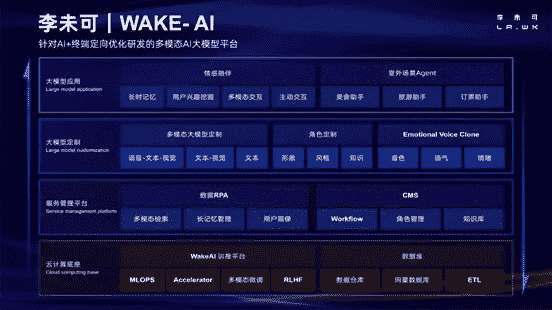 李未可 | WAKE- AI
李未可
LA.WK
针对AI+终端定向优化研发的多模态AI大模型平台
大模型应用
Large model application
情感陪伴
室外场景Agent
长时记忆
用户兴趣挖掘
多模态交互
主动交互
美食助手
旅游助手
订票助手
大模型定制
Large model customization
多模态大模型定制
角色定制
Emotional Voice Clone
语音-文本-视觉
文本-视觉
文本
形象
风格
知识
音色
语气
情绪
服务管理平台
Service management platform
数据RPA
CMS
多模态检索
长记忆管理
用户画像
Workflow
角色管理
知识库
云计算底座
Cloud computing base
WakeAI 训推平台
数据库
MLOPS
Accelerator
多模态微调
RLHF
数据仓库
向量数据库
ETL